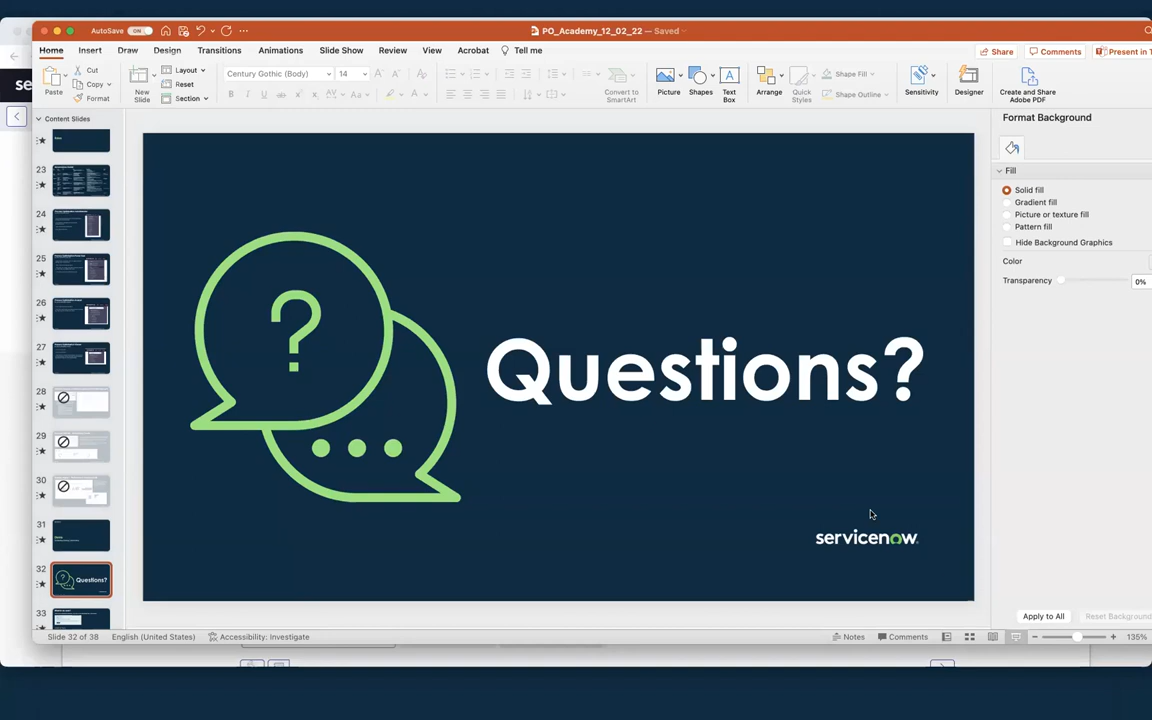 AutoSave ON
PO_Academy_12_02_22 — Saved
Home Insert Draw Design Transitions Animations Slide Show Review View Acrobat Tell me
Share Comments Present in T
Paste
Cut
Copy
Format
New
Slide
Layout
Reset
Section
Century Gothic (Body) 14
Convert to
SmartArt
Picture
Shapes
Text
Box
Arrange
Quick
Styles
Shape Fill
Shape Outline
Sensitivity
Designer
Create and Share
Adobe PDF
se
Content Slides
23
24
25
26
27
28
29
30
31
32
33
Questions?
?
Questions?
servicenow
Format Background
Fill
Solid fill
Gradient fill
Picture or texture fill
Pattern fill
Hide Background Graphics
Color
Transparency 0%
Apply to All Reset Background
Slide 32 of 38 English (United States) Accessibility: Investigate Notes Comments 135%